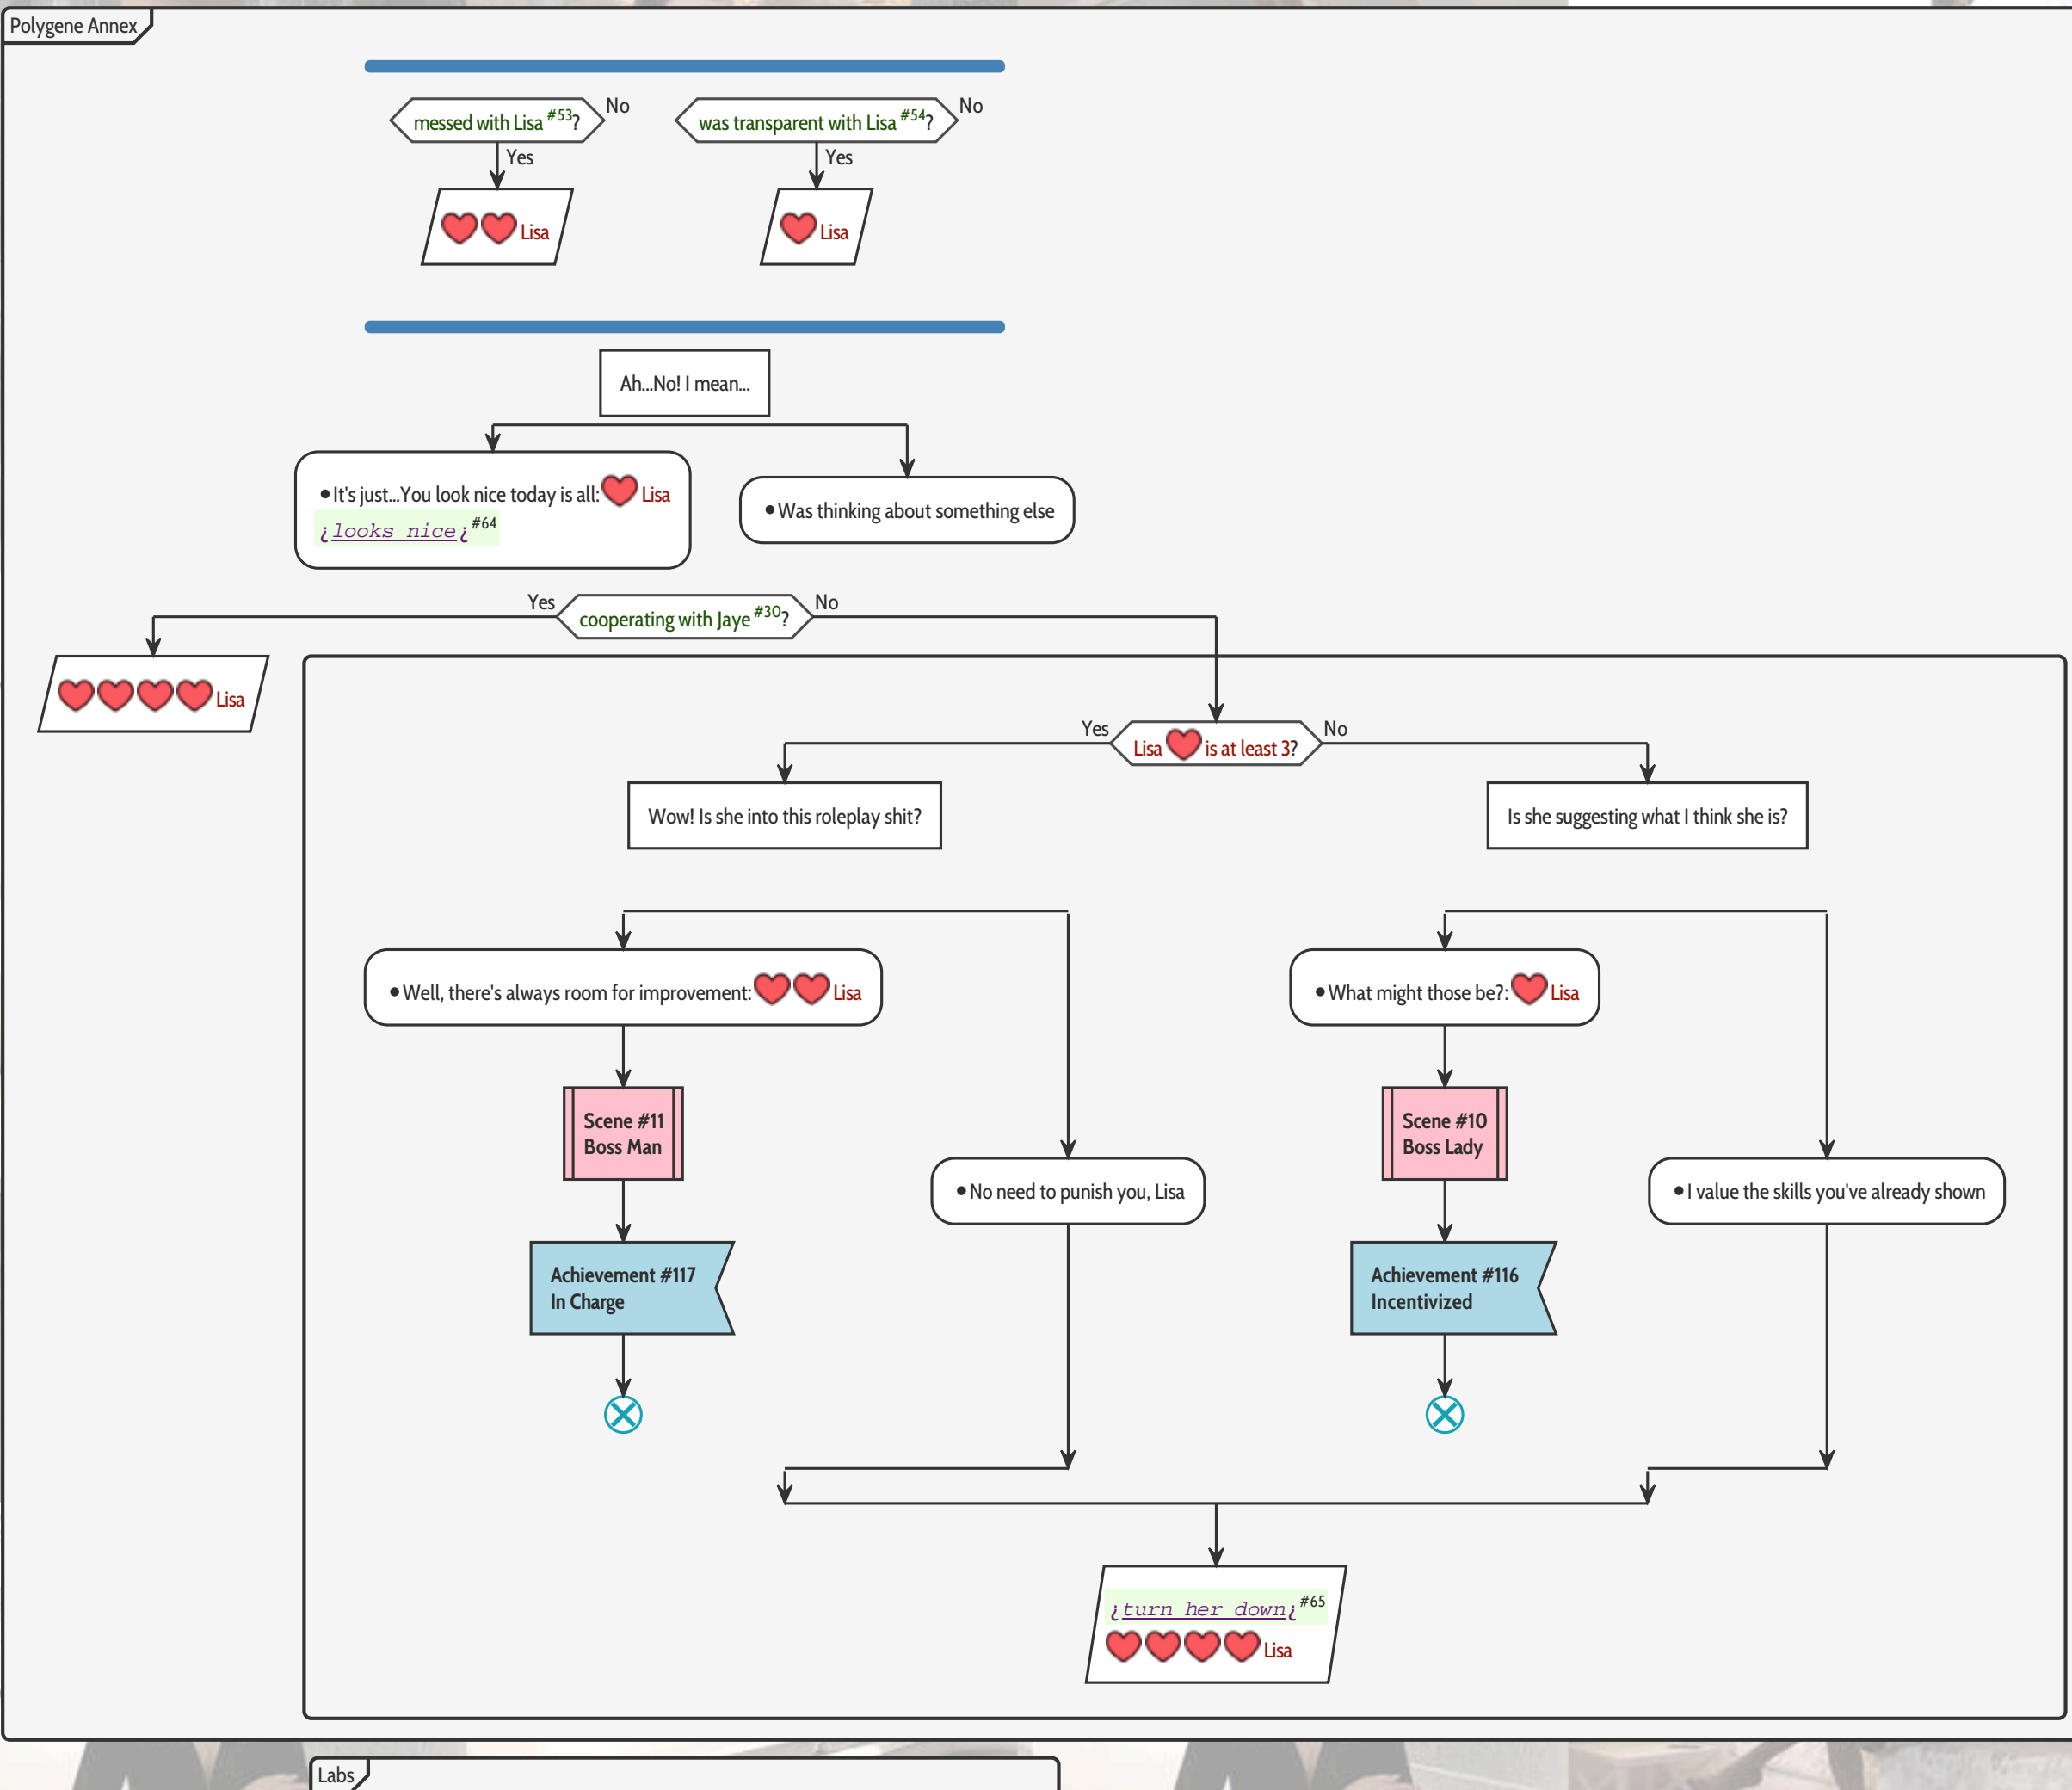 Polygene Annex
messed with Lisa #53?
No
was transparent with Lisa #54?
No
Yes
Yes
Lisa
Lisa
Ah...No! I mean...
•It's just...You look nice today is all: Lisa
¿looks nice¿#64
•Was thinking about something else
Yes
cooperating with Jaye #30?
No
Lisa
Yes
Lisa is at least 3?
No
Wow! Is she into this roleplay shit?
Is she suggesting what I think she is?
•Well, there's always room for improvement: Lisa
•What might those be?: Lisa
Scene #11
Boss Man
Scene #10
Boss Lady
•No need to punish you, Lisa
•I value the skills you've already shown
Achievement #117
In Charge
Achievement #116
Incentivized
¿turn her down¿#65
Lisa
Labs